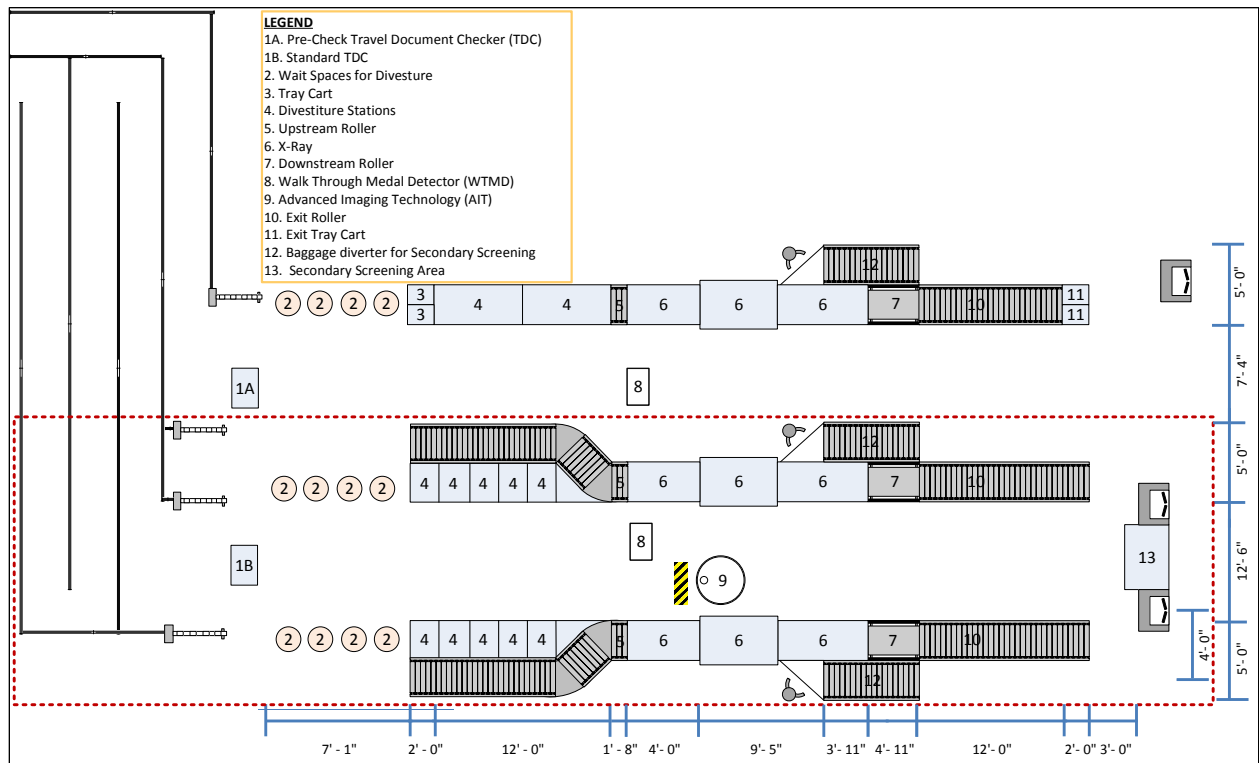 LEGEND
1A. Pre-Check Travel Document Checker (TDC)
1B. Standard TDC
2. Wait Spaces for Divesture
3. Tray Cart
4. Divestiture Stations
5. Upstream Roller
6. X-Ray
7. Downstream Roller
8. Walk Through Medal Detector (WTMD)
9. Advanced Imaging Technology (AIT)
10. Exit Roller
11. Exit Tray Cart
12. Baggage diverter for Secondary Screening
13. Secondary Screening Area
12
2 2 2 2 3 4 4 5 6 6 6 7 10 11
3 11
5'- 0"
1A 8
7'- 4"
12
2 2 2 2 4 4 4 4 4 5 6 6 6 7 10
5'- 0"
8
1B 9 13
12'- 6"
2 2 2 2 4 4 4 4 4 5 6 6 6 7 10
12
4'- 0"
5'- 0"
7'- 1" 2'- 0" 12'- 0" 1'- 8" 4'- 0" 9'- 5" 3'- 11" 4'- 11" 12'- 0" 2'- 0" 3'- 0"